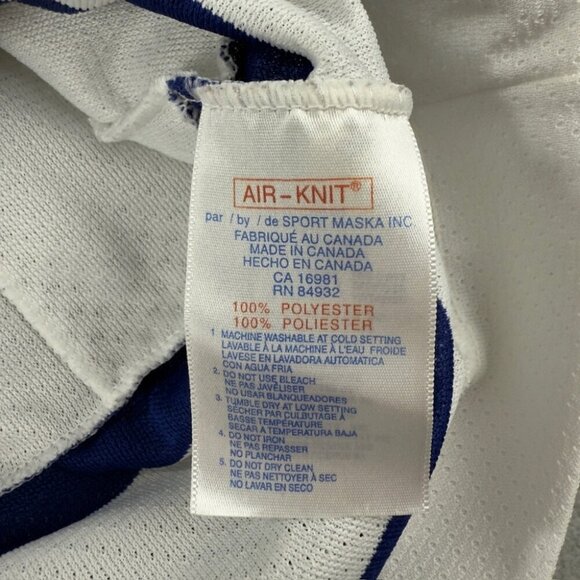 AIR-KNIT®
par / by / de SPORT MASKA INC
FABRIQUÉ AU CANADA
MADE IN CANADA
HECHO EN CANADA
CA 16981
RN 84932
100% POLYESTER
100% POLIESTER
1. MACHINE WASHABLE AT COLD SETTING
LAVABLE À LA MACHINE À L'EAU FROIDE
LAVESE EN LAVADORA AUTOMATICA
CON AGUA FRIA
2. DO NOT USE BLEACH
NE PAS JAVÉLISER
NO USAR BLANQUEADORES
3. TUMBLE DRY AT LOW SETTING
SÉCHER PAR CULBUTAGE À
BASSE TEMPÉRATURE
SECAR A TEMPERATURA BAJA
4. DO NOT IRON
NE PAS REPASSER
NO PLANCHAR
5. DO NOT DRY CLEAN
NE PAS NETTOYER À SEC
NO LAVAR EN SECO